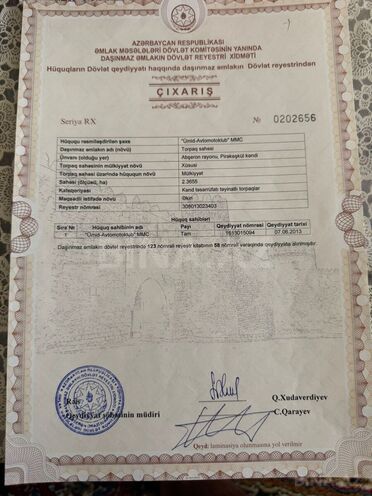 AZƏRBAYCAN RESPUBLİKASI
ƏMLAK MƏSƏLƏLƏRİ DÖVLƏT KOMİTƏSİNİN YANINDA
DAŞINMAZ ƏMLAKIN DÖVLƏT REYESTRİ XİDMƏTİ
Hüquqların Dövlət qeydiyyatı haqqında daşınmaz əmlakın Dövlət reyestrindən
ÇIXARIŞ
Seriya RX № 0202656
Hüququ rəsmiləşdirilən şəxs "Ümid-Avtomotoklub" MMC
Daşınmaz əmlakın adı (növü) Torpaq sahəsi
Ünvan (olduğu yer) Abşeron rayonu, Pirəkəşkül kəndi
Torpaq sahəsinin mülkiyyət növü Xüsusi
Torpaq sahəsi üzərində hüququn növü Mülkiyyət
Sahəsi (ölçüsü, ha) 2.3655
Kateqoriyası Kənd təsərrüfatı təyinatlı torpaqlar
Məqsədli istifadə növü Əkin
Reyestr nömrəsi 306013023403
Hüquq sahibləri
Sıra № Hüquq sahibinin adı Payı Qeydiyyat nömrəsi Qeydiyyat tarixi
1 "Ümid-Avtomotoklub" MMC Tam 07.06.2013
Daşınmaz əmlakın dövlət reyestrində 123 nömrəli reyestr kitabının 58 nömrəli vərəqində qeydiyyata alınmışdır.
Rəis Q.Xudaverdiyev
Qeydiyyat şöbəsinin müdiri C.Qarayev
Qeyd: laminasiya olunmasına yol verilmir